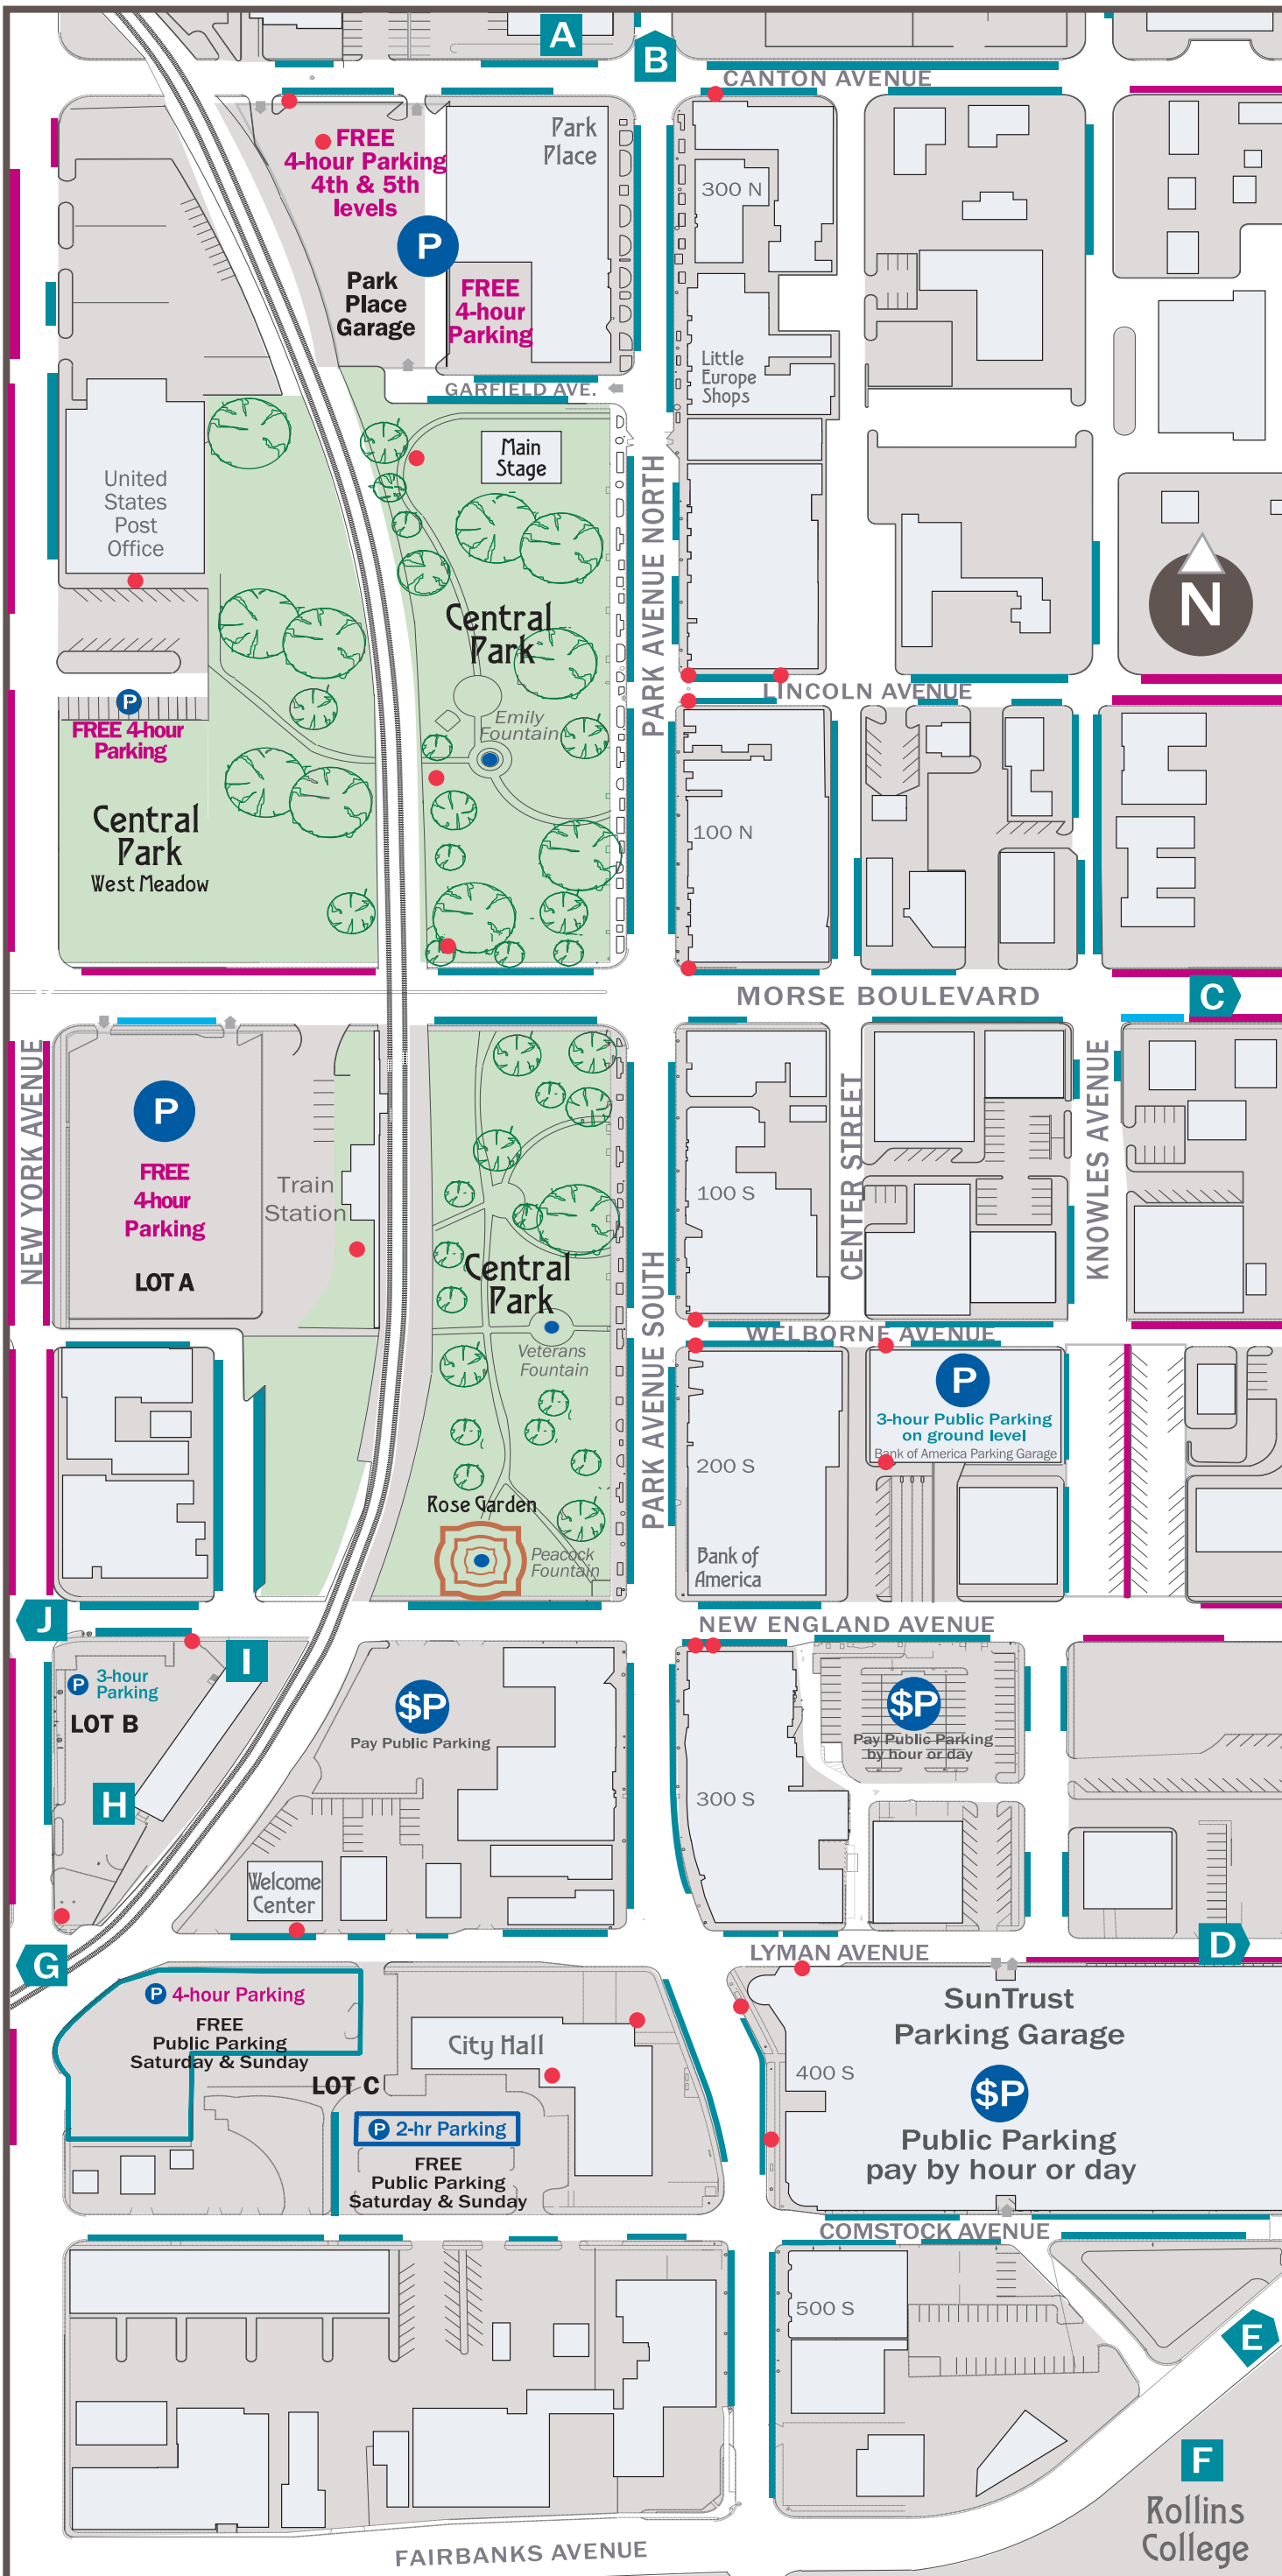 A
B
CANTON AVENUE
Park
Place
FREE
4-hour Parking
4th & 5th
levels
P
300 N
Park
Place
Garage
FREE
4-hour
Parking
Little
Europe
Shops
GARFIELD AVE.
Main
Stage
United
States
Post
Office
PARK AVENUE NORTH
N
Central
Park
LINCOLN AVENUE
P
FREE 4-hour
Parking
Emily
Fountain
Central
Park
West Meadow
100 N
MORSE BOULEVARD
C
NEW YORK AVENUE
P
FREE
4-hour
Parking
LOT A
Train
Station
100 S
CENTER STREET
KNOWLES AVENUE
Central
Park
PARK AVENUE SOUTH
WELBORNE AVENUE
Veterans
Fountain
P
3-hour Public Parking
on ground level
Bank of America Parking Garage
200 S
Rose Garden
Peacock
Fountain
Bank of
America
J
NEW ENGLAND AVENUE
I
P 3-hour
Parking
LOT B
$P
Pay Public Parking
$P
Pay Public Parking
by hour or day
H
300 S
Welcome
Center
G
LYMAN AVENUE
D
P 4-hour Parking
FREE
Public Parking
Saturday & Sunday
LOT C
City Hall
SunTrust
Parking Garage
400 S
$P
Public Parking
pay by hour or day
P 2-hr Parking
FREE
Public Parking
Saturday & Sunday
COMSTOCK AVENUE
500 S
E
F
Rollins
College
FAIRBANKS AVENUE